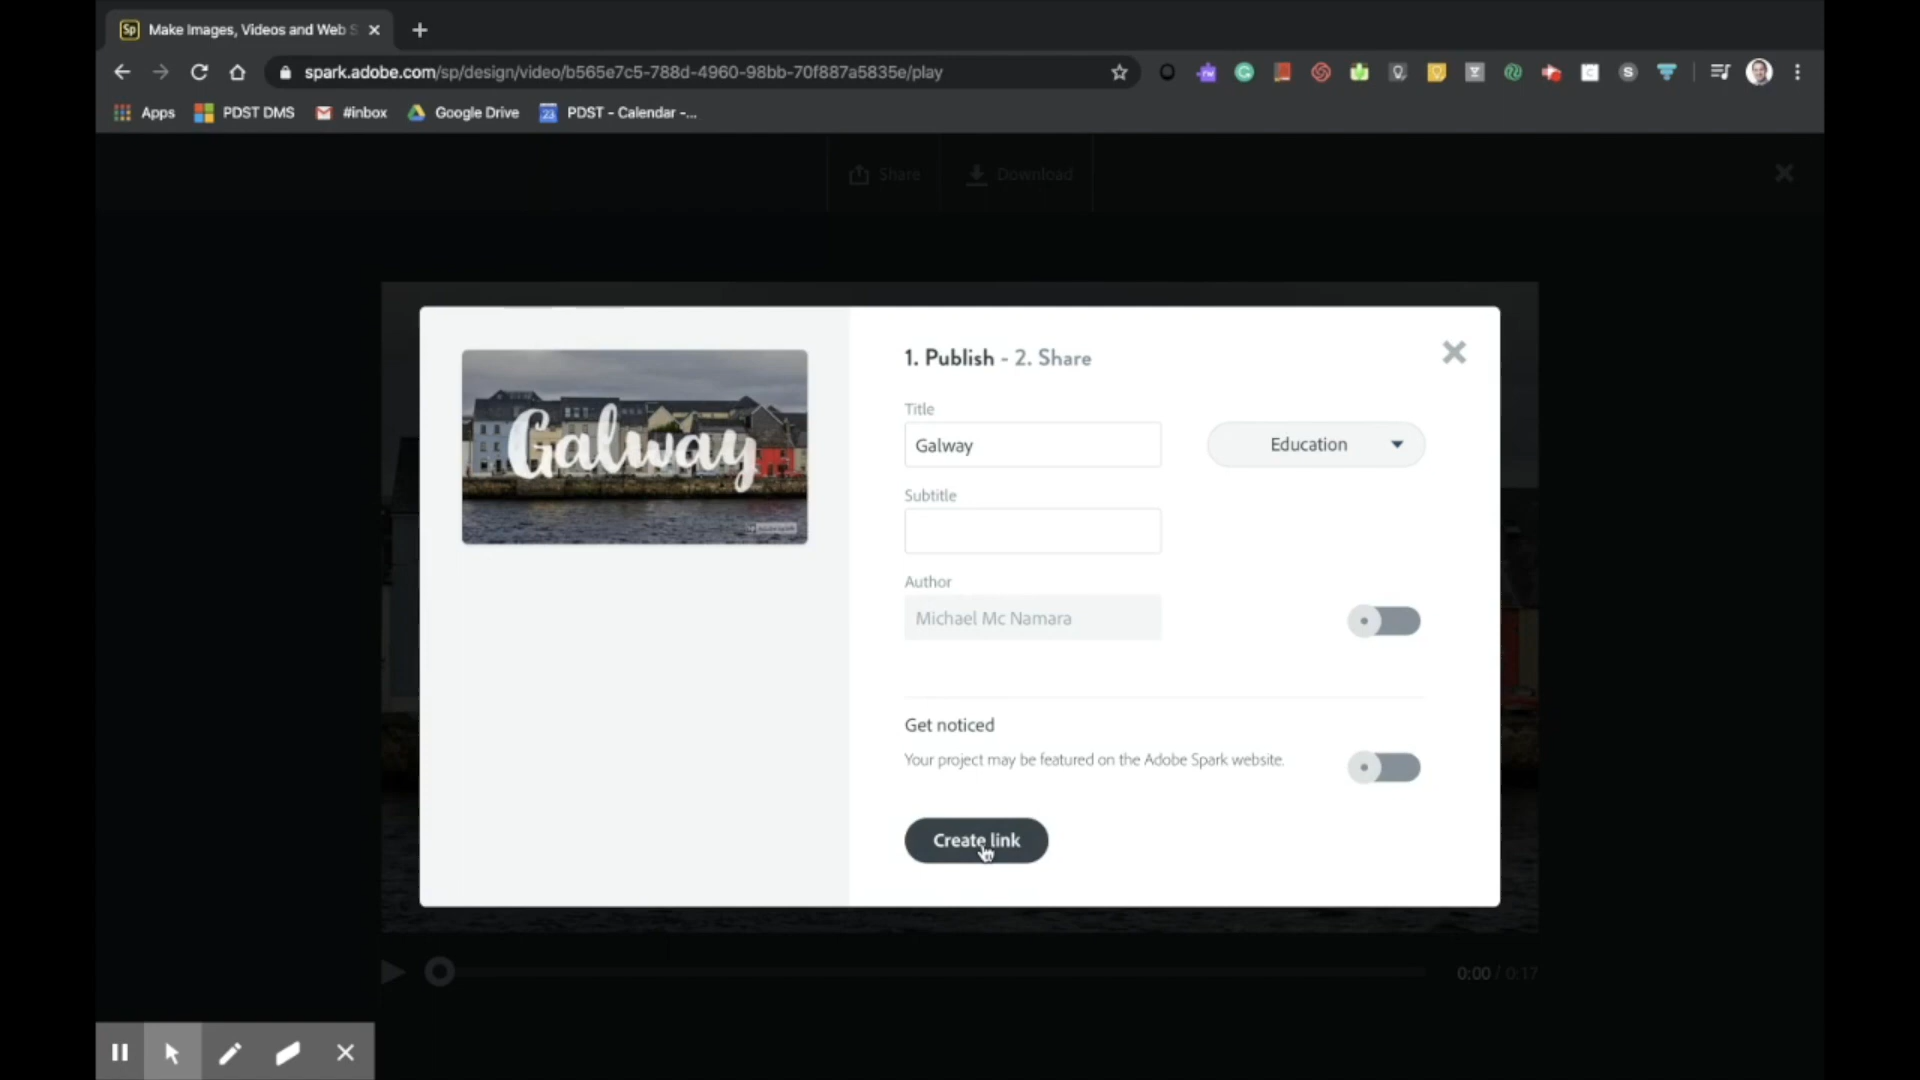 Sp Make Images, Videos and Web S
spark.adobe.com/sp/design/video/b565e7c5-788d-4960-98bb-70f887a5835e/play
Apps PDST DMS #inbox Google Drive 23 PDST - Calendar -...
Share Download
1. Publish - 2. Share
Title
Galway
Galway
Education
Subtitle
Author
Michael Mc Namara
Get noticed
Your project may be featured on the Adobe Spark website.
Create link
0:00 / 0:17